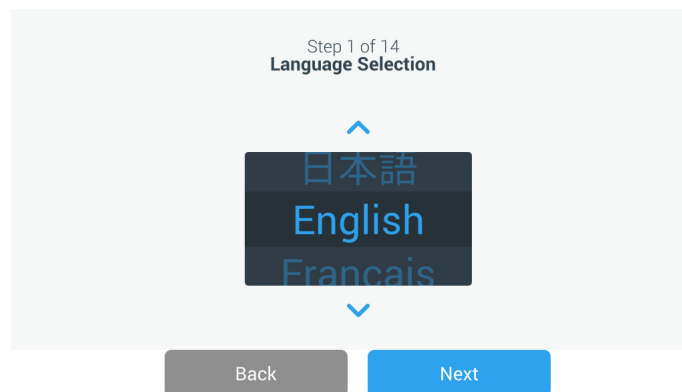 Step 1 of 14
Language Selection
日本語
English
Francais
Back
Next